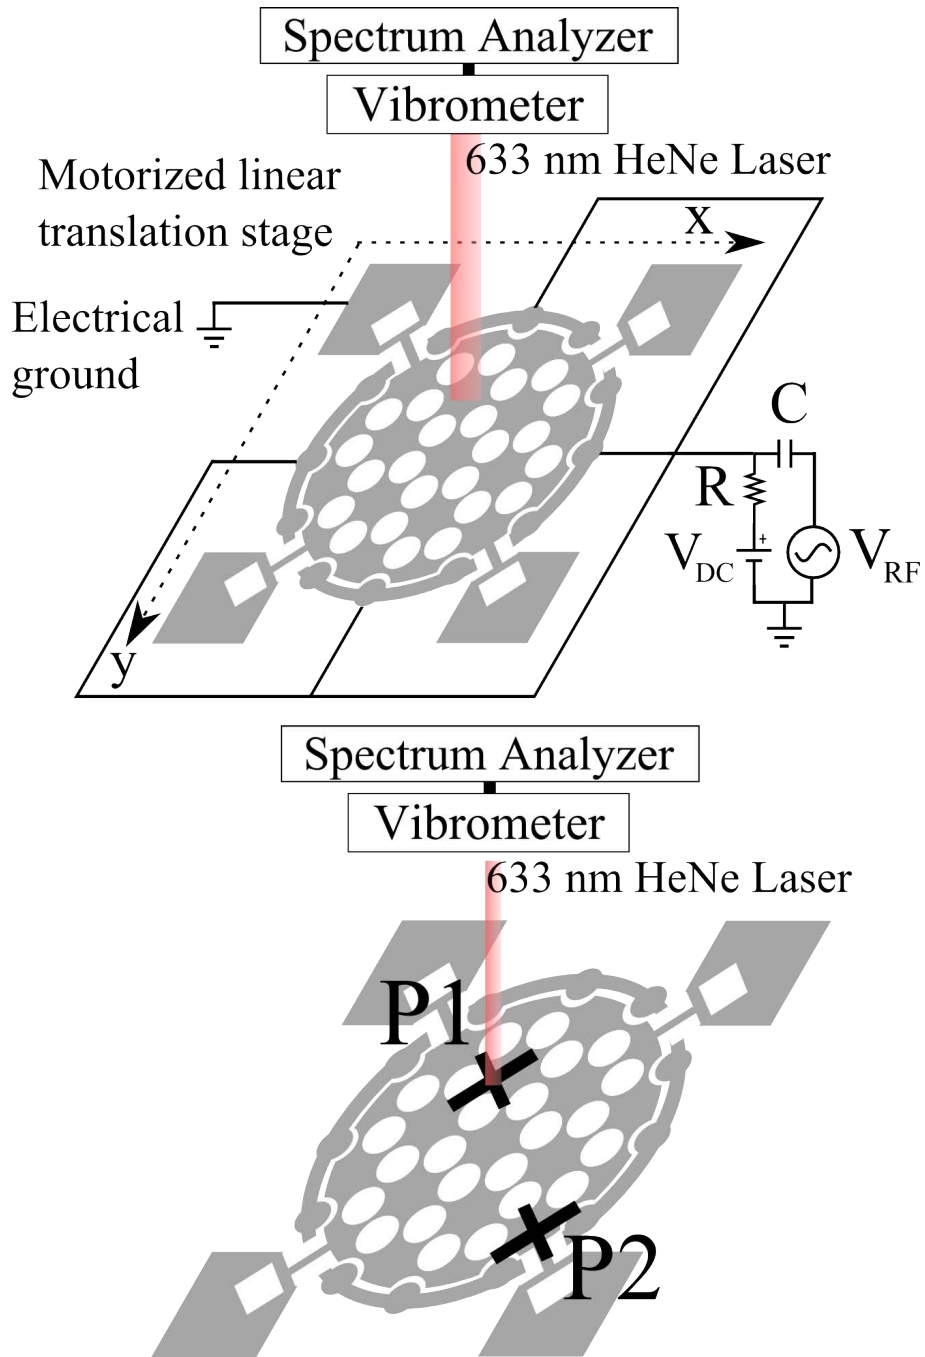 Spectrum Analyzer
Vibrometer
633 nm HeNe Laser
Motorized linear
translation stage
x
Electrical
ground
C
R
+
V_DC
V_RF
y
Spectrum Analyzer
Vibrometer
633 nm HeNe Laser
P1
P2